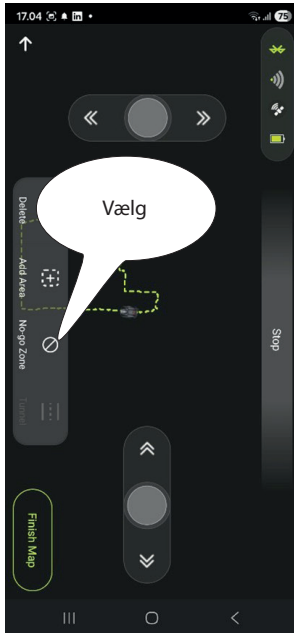 17.04
75
Vælg
Delete
Add Area
No-go Zone
Tunnel
Stop
Finish Map